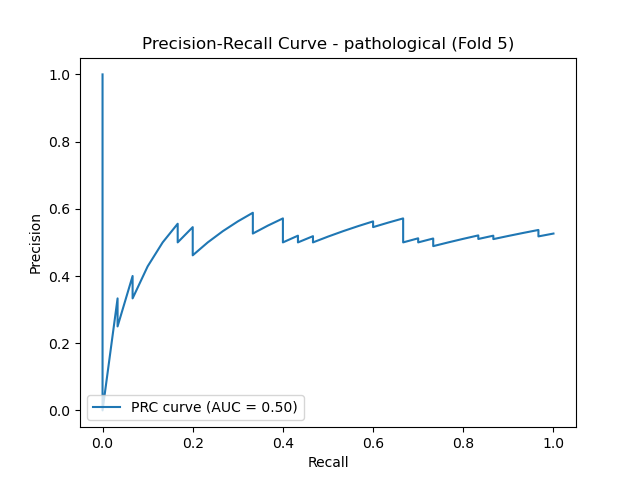 Precision-Recall Curve - pathological (Fold 5)
1.0
0.8
0.6
0.4
0.2
0.0
Precision
PRC curve (AUC = 0.50)
0.0 0.2 0.4 0.6 0.8 1.0
Recall